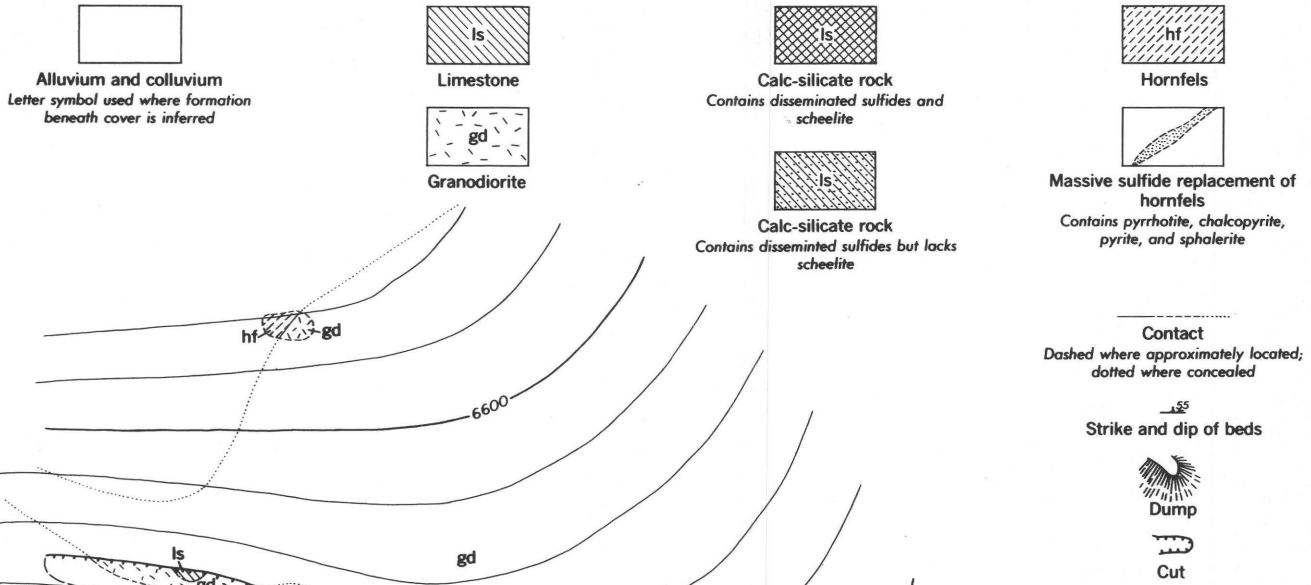 Alluvium and colluvium
Letter symbol used where formation
beneath cover is inferred
ls
Limestone
gd
Granodiorite
ls
Calc-silicate rock
Contains disseminated sulfides and
scheelite
ls
Calc-silicate rock
Contains disseminted sulfides but lacks
scheelite
hf
Hornfels
Massive sulfide replacement of
hornfels
Contains pyrrhotite, chalcopyrite,
pyrite, and sphalerite
Contact
Dashed where approximately located;
dotted where concealed
55
Strike and dip of beds
Dump
Cut
hf
gd
6600
ls
gd
gd